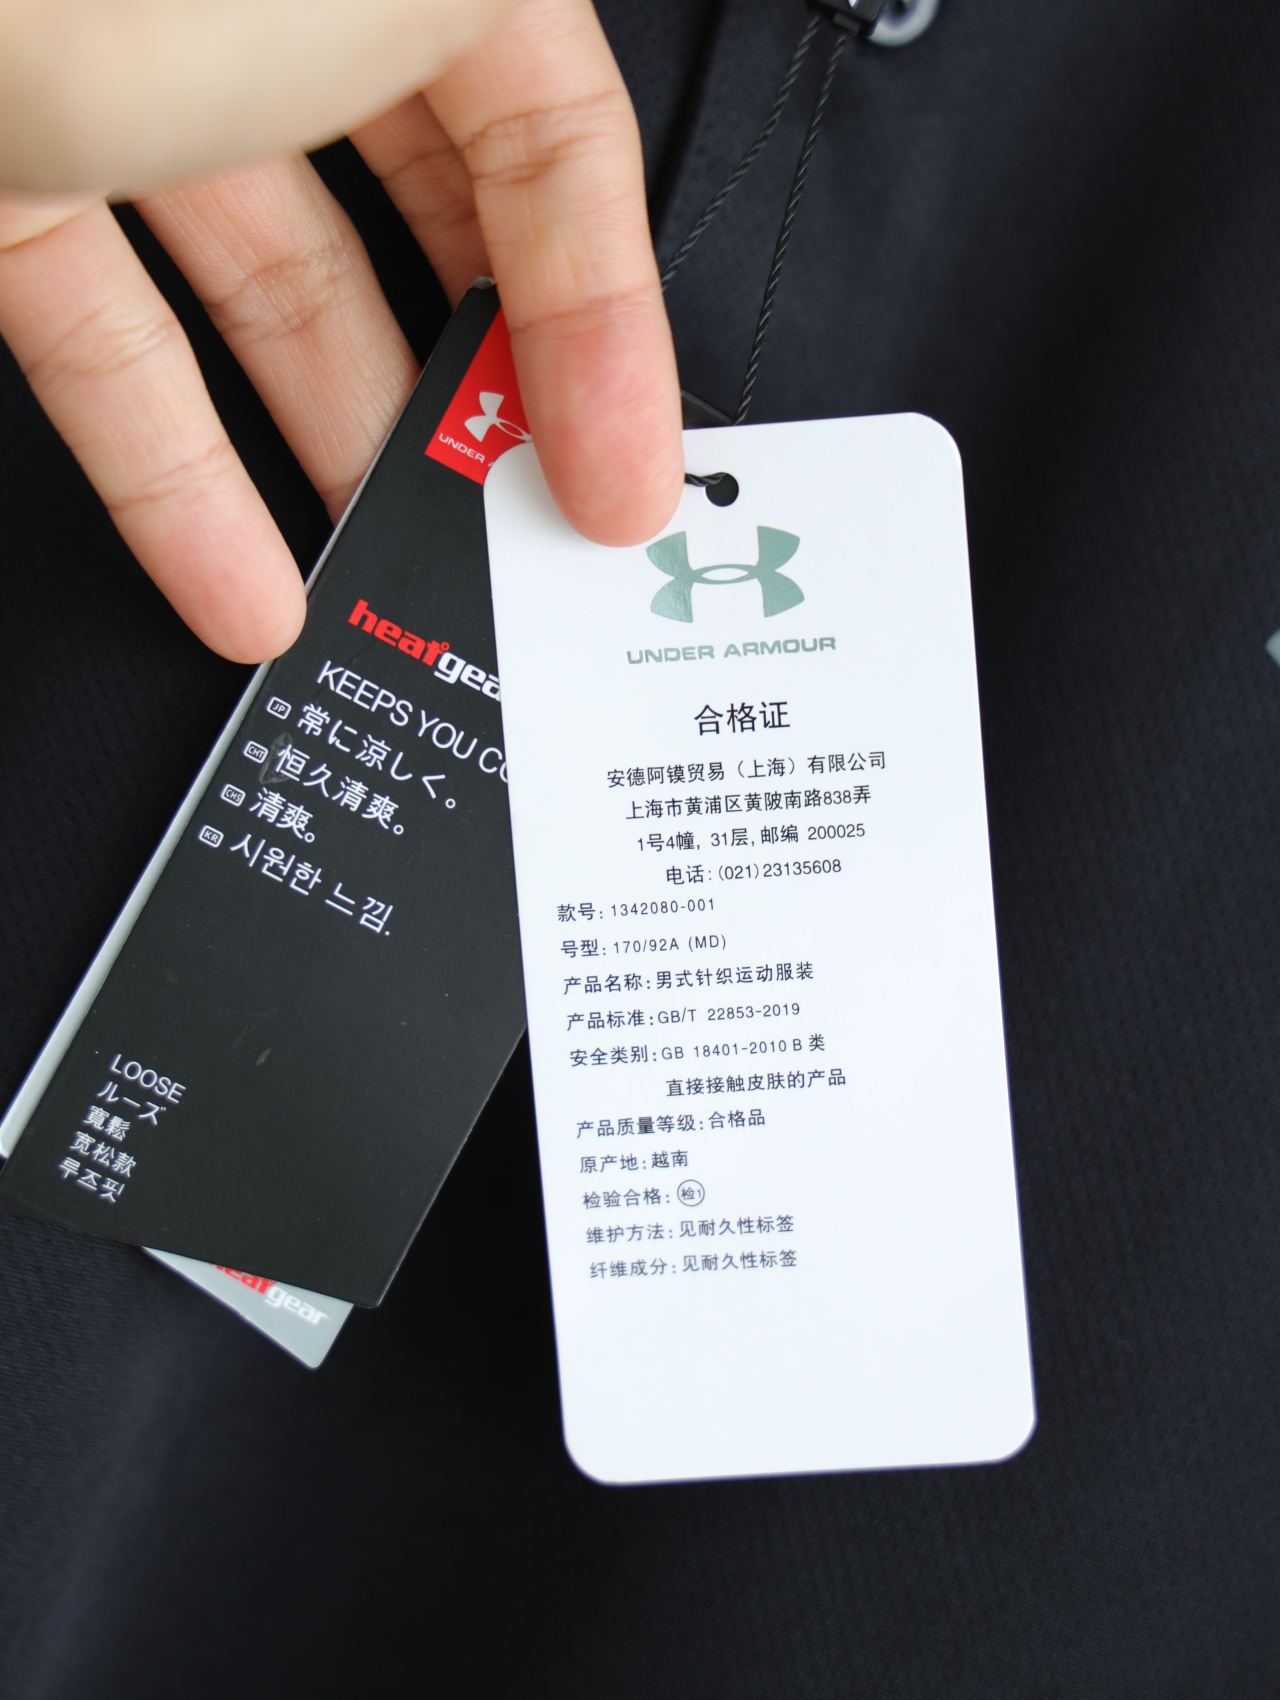 UNDER
heatgear
KEEPS YOU
JP 常に涼しく。
CHT 恒久清爽。
CHS 清爽。
KR 시원한 느낌.
LOOSE
ルーズ
寬鬆
宽松款
루즈핏
heatgear
UNDER ARMOUR
合格证
安德阿镆贸易（上海）有限公司
上海市黄浦区黄陂南路838弄
1号4幢, 31层, 邮编 200025
电话: (021)23135608
款号: 1342080-001
号型: 170/92A (MD)
产品名称: 男式针织运动服装
产品标准: GB/T 22853-2019
安全类别: GB 18401-2010 B 类
直接接触皮肤的产品
产品质量等级: 合格品
原产地: 越南
检验合格: 检1
维护方法: 见耐久性标签
纤维成分: 见耐久性标签